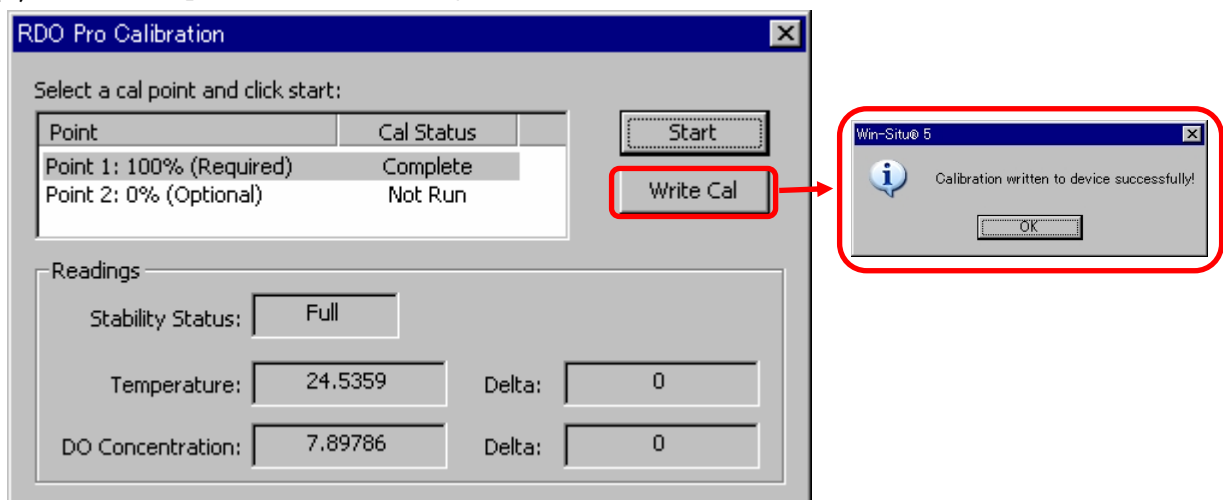 RDO Pro Calibration
Select a cal point and click start:
Point Cal Status
Point 1: 100% (Required) Complete
Point 2: 0% (Optional) Not Run
Start
Write Cal
Win-Situ® 5
Calibration written to device successfully!
OK
Readings
Stability Status: Full
Temperature: 24.5359 Delta: 0
DO Concentration: 7.89786 Delta: 0